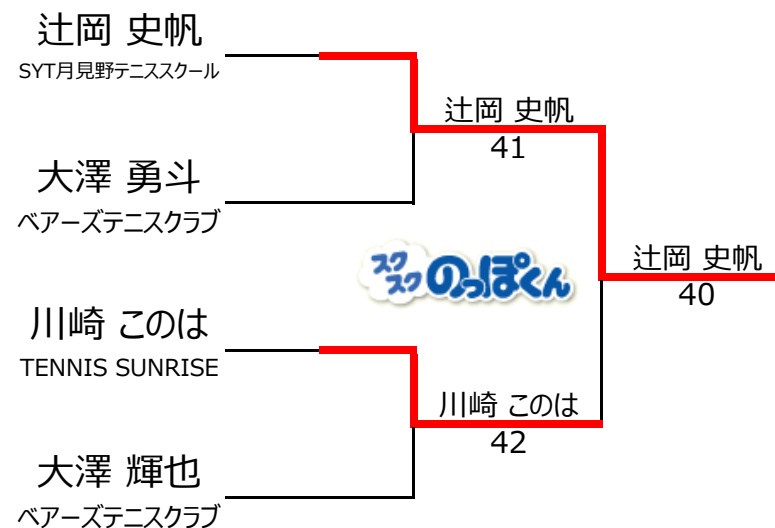 辻岡 史帆
SYT月見野テニススクール
大澤 勇斗
ベアーズテニスクラブ
川崎 このは
TENNIS SUNRISE
大澤 輝也
ベアーズテニスクラブ
辻岡 史帆
41
スクスク のっぽくん
川崎 このは
42
辻岡 史帆
40